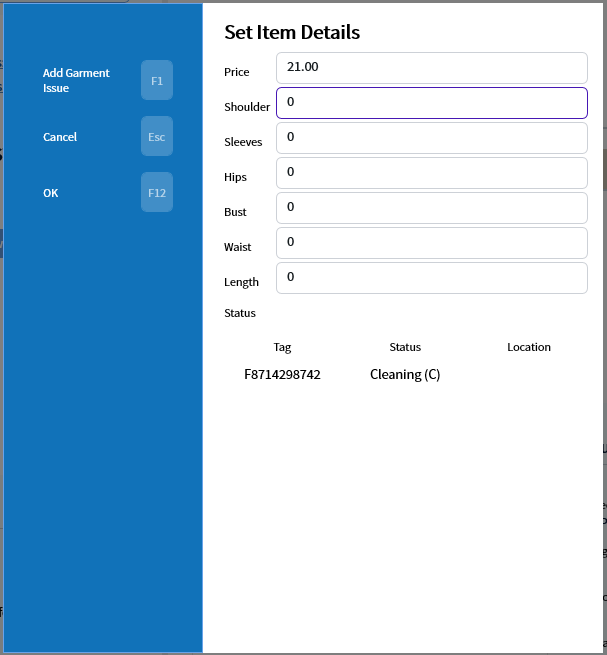 Set Item Details
Add Garment
Issue
F1
Cancel
Esc
OK
F12
Price
21.00
Shoulder
0
Sleeves
0
Hips
0
Bust
0
Waist
0
Length
0
Status
Tag Status Location
F8714298742 Cleaning (C)